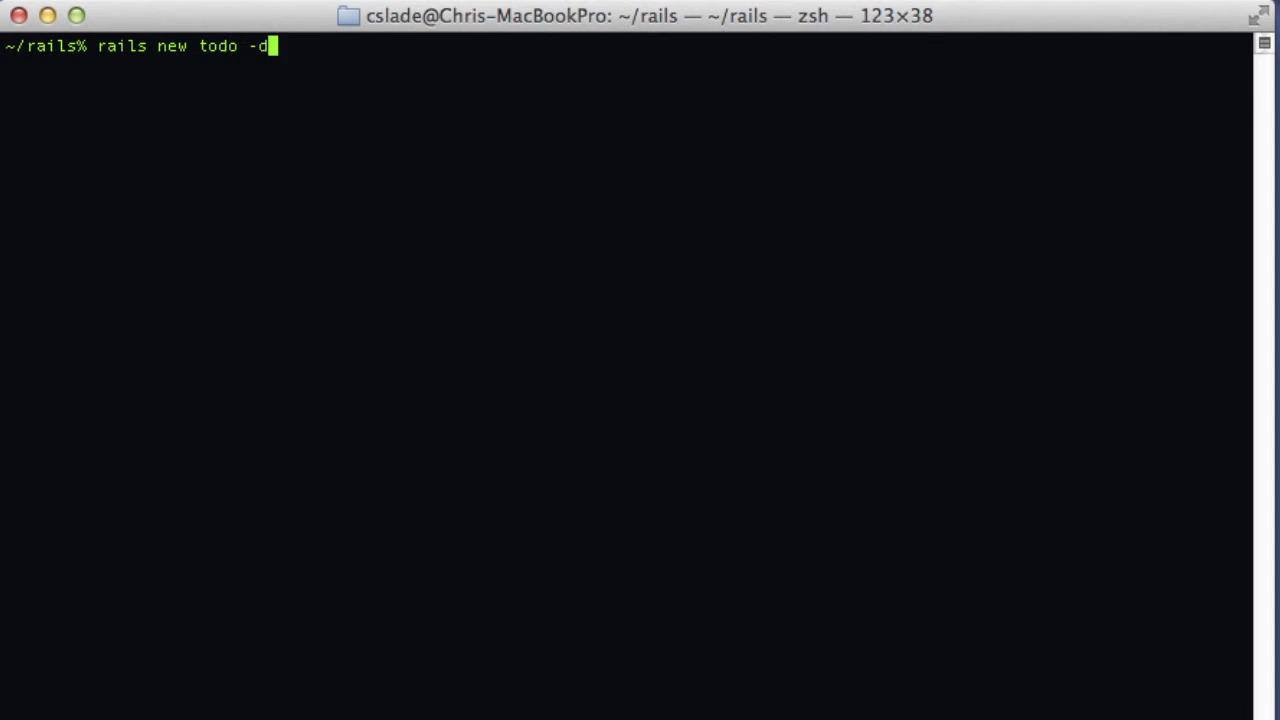 cslade@Chris-MacBookPro: ~/rails — ~/rails — zsh — 123×38
~/rails% rails new todo -d